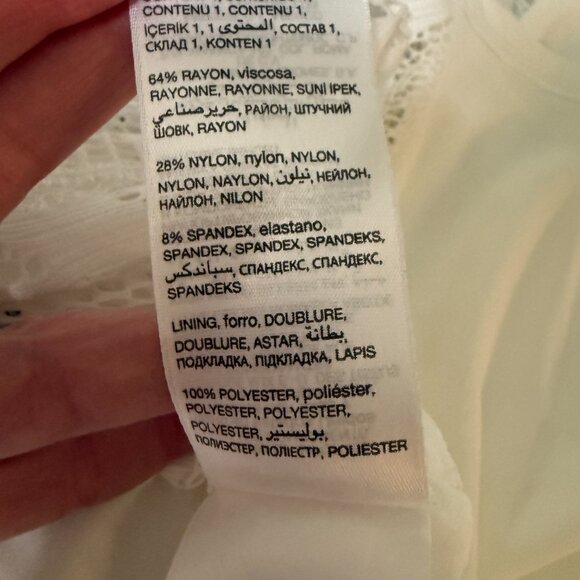 CONTENU 1, CONTENU 1,
İÇERİK 1, المحتوى 1, СОСТАВ 1,
СКЛАД 1, KONTEN 1
64% RAYON, viscosa,
RAYONNE, RAYONNE, SUNİ İPEK,
حريرصناعي, РАЙОН, ШТУЧНИЙ
ШОВК, RAYON
28% NYLON, nylon, NYLON,
NYLON, NAYLON, نيلون, НЕЙЛОН,
НАЙЛОН, NILON
8% SPANDEX, elastano,
SPANDEX, SPANDEX, SPANDEKS,
سباندكس, СПАНДЕКС, СПАНДЕКС,
SPANDEKS
LINING, forro, DOUBLURE,
DOUBLURE, ASTAR, بطانة,
ПОДКЛАДКА, ПІДКЛАДКА, LAPIS
100% POLYESTER, poliéster,
POLYESTER, POLYESTER,
POLYESTER, بوليستير,
ПОЛИЭСТЕР, ПОЛІЕСТР, POLIESTER